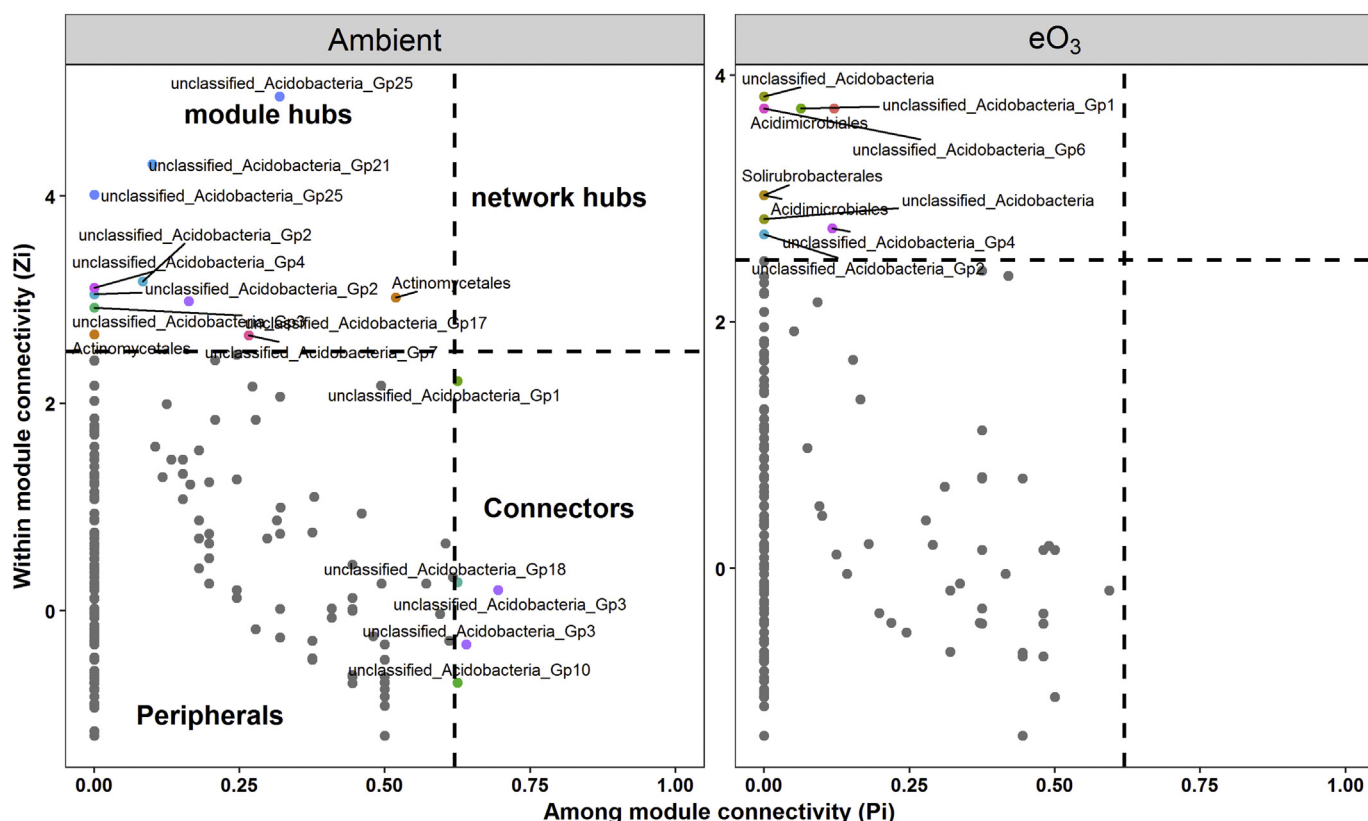 Ambient
unclassified_Acidobacteria_Gp25
module hubs
unclassified_Acidobacteria_Gp21
unclassified_Acidobacteria_Gp25
network hubs
unclassified_Acidobacteria_Gp2
unclassified_Acidobacteria_Gp4
unclassified_Acidobacteria_Gp2
Actinomycetales
unclassified_Acidobacteria_Gp3
unclassified_Acidobacteria_Gp17
Actinomycetales
unclassified_Acidobacteria_Gp7
unclassified_Acidobacteria_Gp1
Connectors
unclassified_Acidobacteria_Gp18
unclassified_Acidobacteria_Gp3
unclassified_Acidobacteria_Gp3
unclassified_Acidobacteria_Gp10
Peripherals
4
2
0
Within module connectivity (Zi)
0.00 0.25 0.50 0.75 1.00
eO₃
unclassified_Acidobacteria
unclassified_Acidobacteria_Gp1
Acidimicrobiales
unclassified_Acidobacteria_Gp6
Solirubrobacterales
unclassified_Acidobacteria
Acidimicrobiales
unclassified_Acidobacteria_Gp4
unclassified_Acidobacteria_Gp2
4
2
0
0.00 0.25 0.50 0.75 1.00
Among module connectivity (Pi)